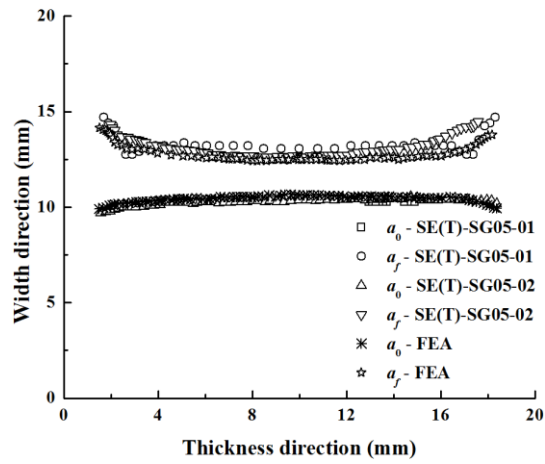 20
15
10
5
0
0 4 8 12 16 20
Width direction (mm)
Thickness direction (mm)
a0 - SE(T)-SG05-01
af - SE(T)-SG05-01
a0 - SE(T)-SG05-02
af - SE(T)-SG05-02
a0 - FEA
af - FEA